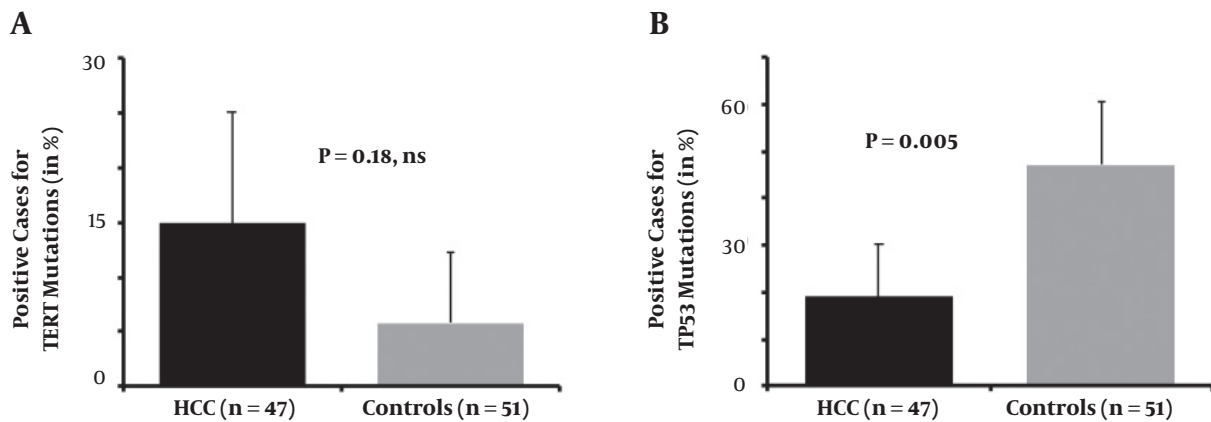 A
Positive Cases for
TERT Mutations (in %)
30
15
0
P = 0.18, ns
HCC (n = 47)
Controls (n = 51)
B
Positive Cases for
TP53 Mutations (in %)
60
30
0
P = 0.005
HCC (n = 47)
Controls (n = 51)